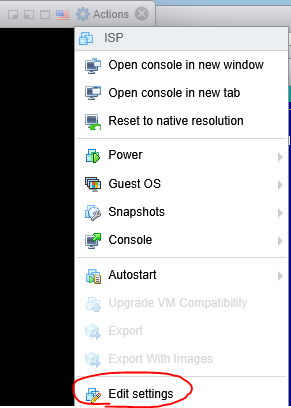 Actions
ISP
Open console in new window
Open console in new tab
Reset to native resolution
Power
Guest OS
Snapshots
Console
Autostart
Upgrade VM Compatibility
Export
Export With Images
Edit settings